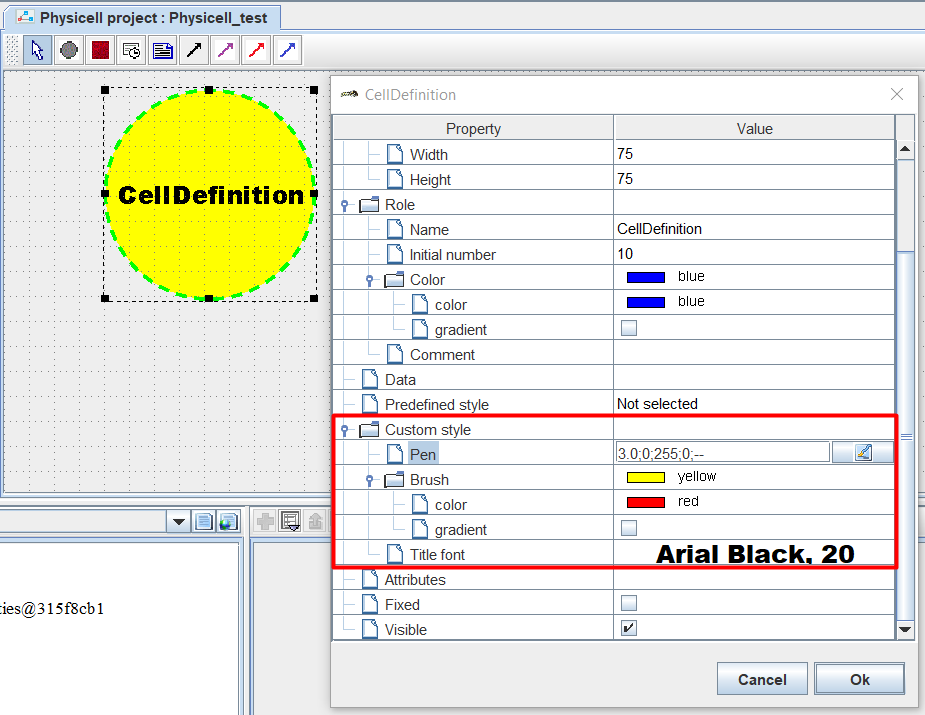 Physicell project : Physicell_test
CellDefinition
CellDefinition
Property Value
Width 75
Height 75
Role
Name CellDefinition
Initial number 10
Color blue
color blue
gradient
Comment
Data
Predefined style Not selected
Custom style
Pen 3.0;0;255;0;--
Brush yellow
color red
gradient
Title font Arial Black, 20
Attributes
Fixed
Visible
ties@315f8cb1
Cancel Ok